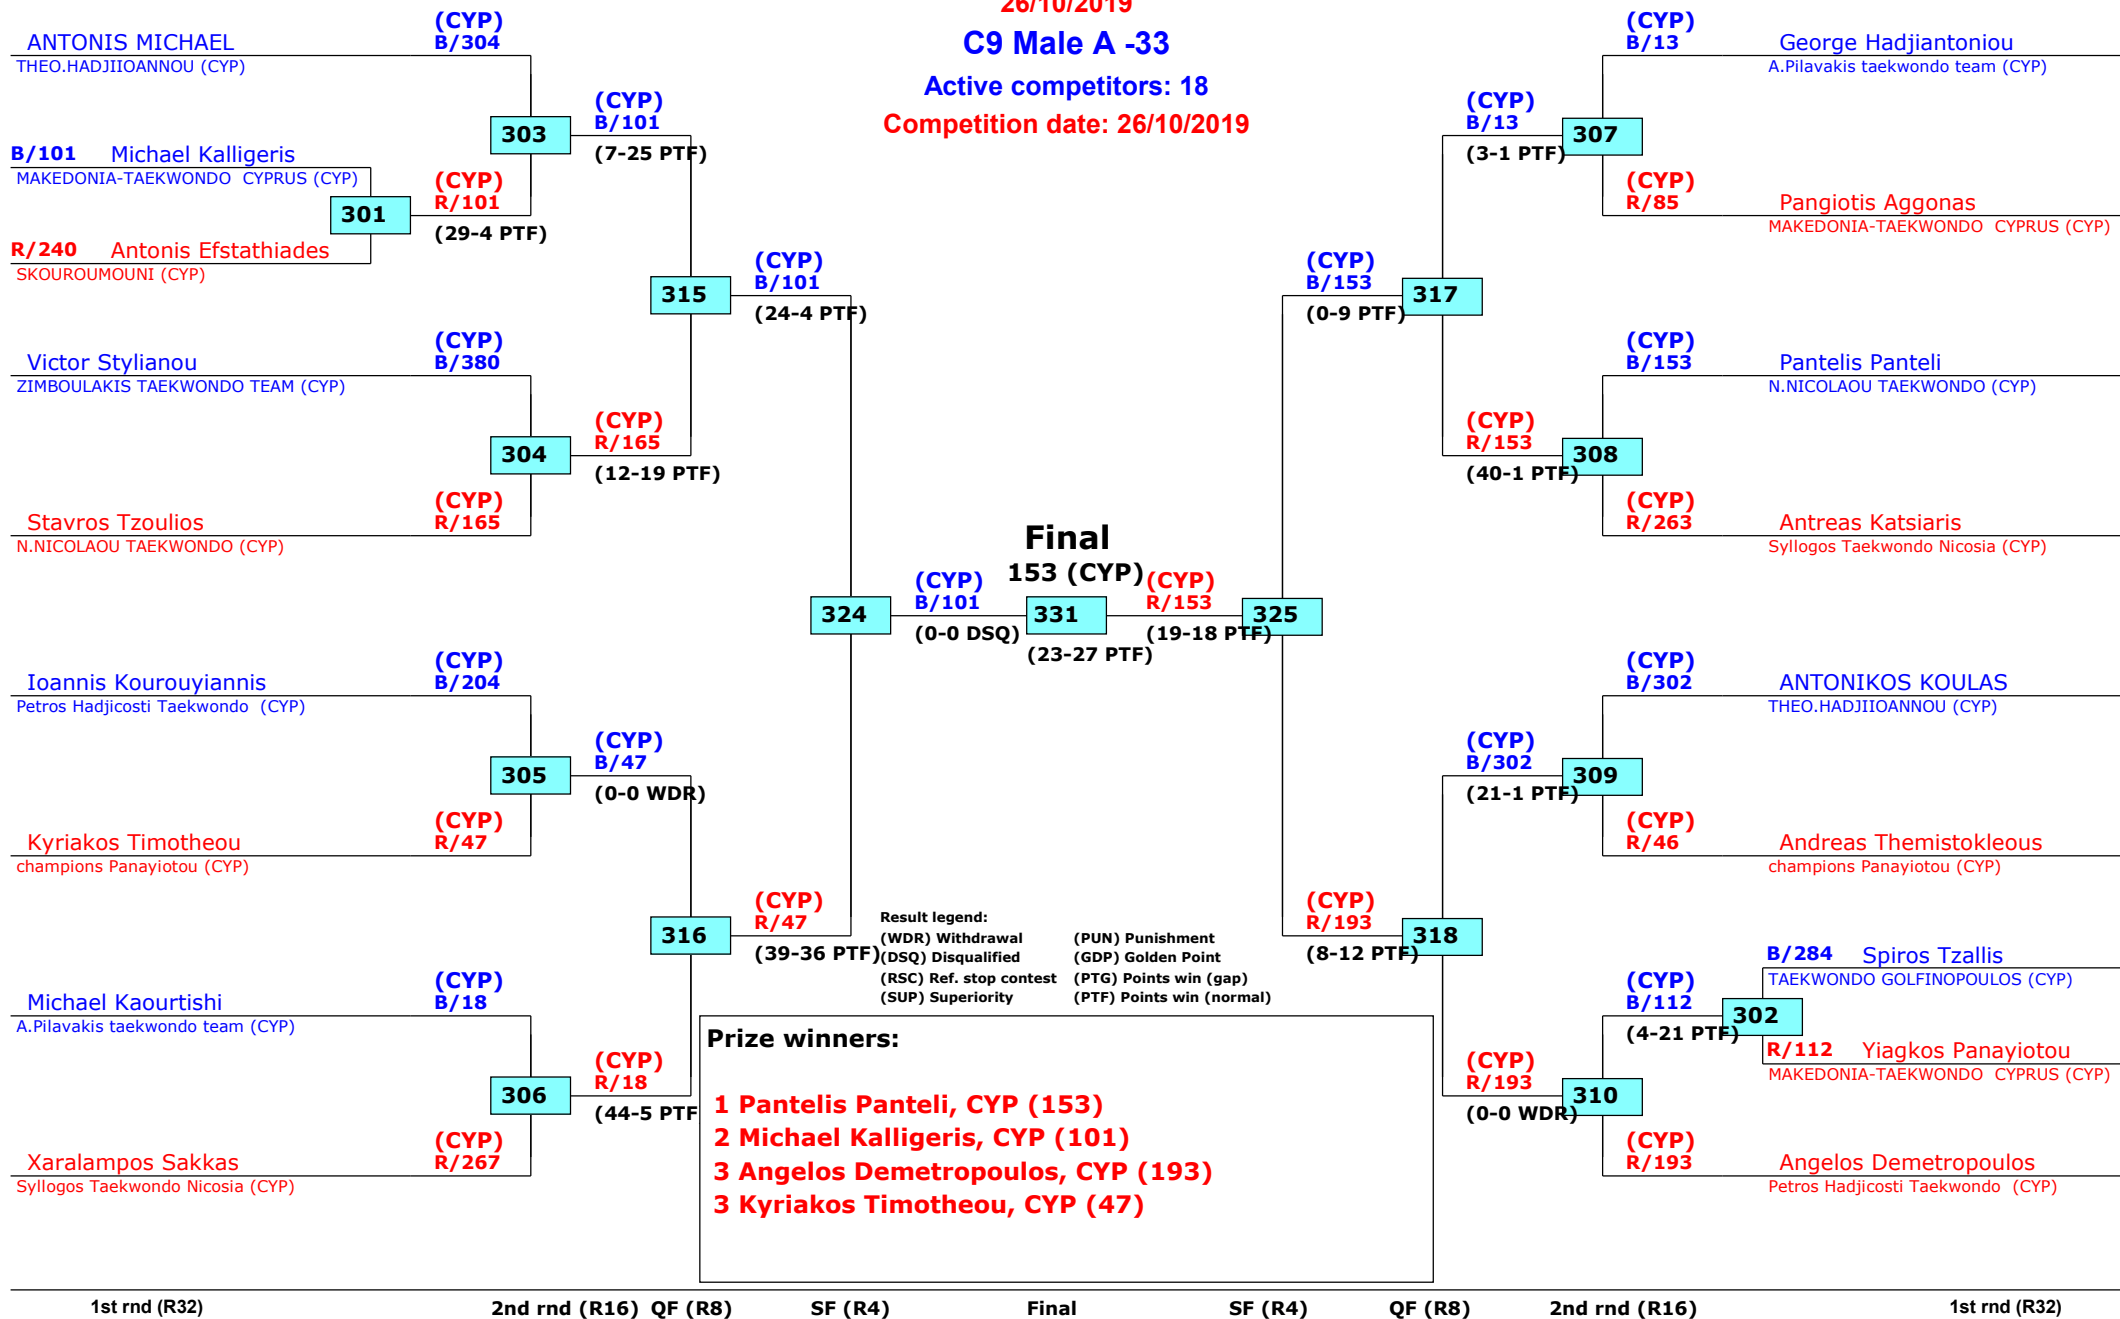 26/10/2019
C9 Male A -33
Active competitors: 18
Competition date: 26/10/2019
ANTONIS MICHAEL
THEO.HADJIIOANNOU (CYP)
(CYP)
B/304
B/101 Michael Kalligeris
MAKEDONIA-TAEKWONDO CYPRUS (CYP)
R/240 Antonis Efstathiades
SKOUROUMOUNI (CYP)
301
(CYP)
R/101
(29-4 PTF)
303
(CYP)
B/101
(7-25 PTF)
Victor Stylianou
ZIMBOULAKIS TAEKWONDO TEAM (CYP)
(CYP)
B/380
Stavros Tzoulios
N.NICOLAOU TAEKWONDO (CYP)
(CYP)
R/165
304
(CYP)
R/165
(12-19 PTF)
315
(CYP)
B/101
(24-4 PTF)
Ioannis Kourouyiannis
Petros Hadjicosti Taekwondo (CYP)
(CYP)
B/204
Kyriakos Timotheou
champions Panayiotou (CYP)
(CYP)
R/47
305
(CYP)
B/47
(0-0 WDR)
Michael Kaourtishi
A.Pilavakis taekwondo team (CYP)
(CYP)
B/18
Xaralampos Sakkas
Syllogos Taekwondo Nicosia (CYP)
(CYP)
R/267
306
(CYP)
R/18
(44-5 PTF
316
(CYP)
R/47
(39-36 PTF)
324
(CYP)
B/101
(0-0 DSQ)
Final
153 (CYP)
331
(23-27 PTF)
(CYP)
R/153
(19-18 PTF)
325
(CYP)
B/153
(0-9 PTF)
317
(CYP)
B/13
(3-1 PTF)
307
(CYP)
B/13
George Hadjiantoniou
A.Pilavakis taekwondo team (CYP)
(CYP)
R/85
Pangiotis Aggonas
MAKEDONIA-TAEKWONDO CYPRUS (CYP)
(CYP)
R/153
(40-1 PTF)
308
(CYP)
B/153
Pantelis Panteli
N.NICOLAOU TAEKWONDO (CYP)
(CYP)
R/263
Antreas Katsiaris
Syllogos Taekwondo Nicosia (CYP)
(CYP)
R/193
(8-12 PTF)
318
(CYP)
B/302
(21-1 PTF)
309
(CYP)
B/302
ANTONIKOS KOULAS
THEO.HADJIIOANNOU (CYP)
(CYP)
R/46
Andreas Themistokleous
champions Panayiotou (CYP)
(CYP)
R/193
(0-0 WDR)
310
(CYP)
B/112
(4-21 PTF)
302
B/284 Spiros Tzallis
TAEKWONDO GOLFINOPOULOS (CYP)
R/112 Yiagkos Panayiotou
MAKEDONIA-TAEKWONDO CYPRUS (CYP)
(CYP)
R/193
Angelos Demetropoulos
Petros Hadjicosti Taekwondo (CYP)
Result legend:
(WDR) Withdrawal (PUN) Punishment
(DSQ) Disqualified (GDP) Golden Point
(RSC) Ref. stop contest (PTG) Points win (gap)
(SUP) Superiority (PTF) Points win (normal)
Prize winners:
1 Pantelis Panteli, CYP (153)
2 Michael Kalligeris, CYP (101)
3 Angelos Demetropoulos, CYP (193)
3 Kyriakos Timotheou, CYP (47)
1st rnd (R32) 2nd rnd (R16) QF (R8) SF (R4) Final SF (R4) QF (R8) 2nd rnd (R16) 1st rnd (R32)